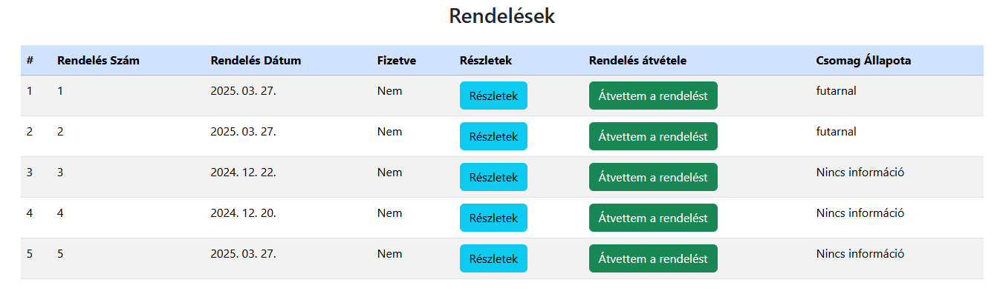 Rendelések
# Rendelés Szám Rendelés Dátum Fizetve Részletek Rendelés átvétele Csomag Állapota
1 1 2025. 03. 27. Nem Részletek Átvettem a rendelést futarnal
2 2 2025. 03. 27. Nem Részletek Átvettem a rendelést futarnal
3 3 2024. 12. 22. Nem Részletek Átvettem a rendelést Nincs információ
4 4 2024. 12. 20. Nem Részletek Átvettem a rendelést Nincs információ
5 5 2025. 03. 27. Nem Részletek Átvettem a rendelést Nincs információ